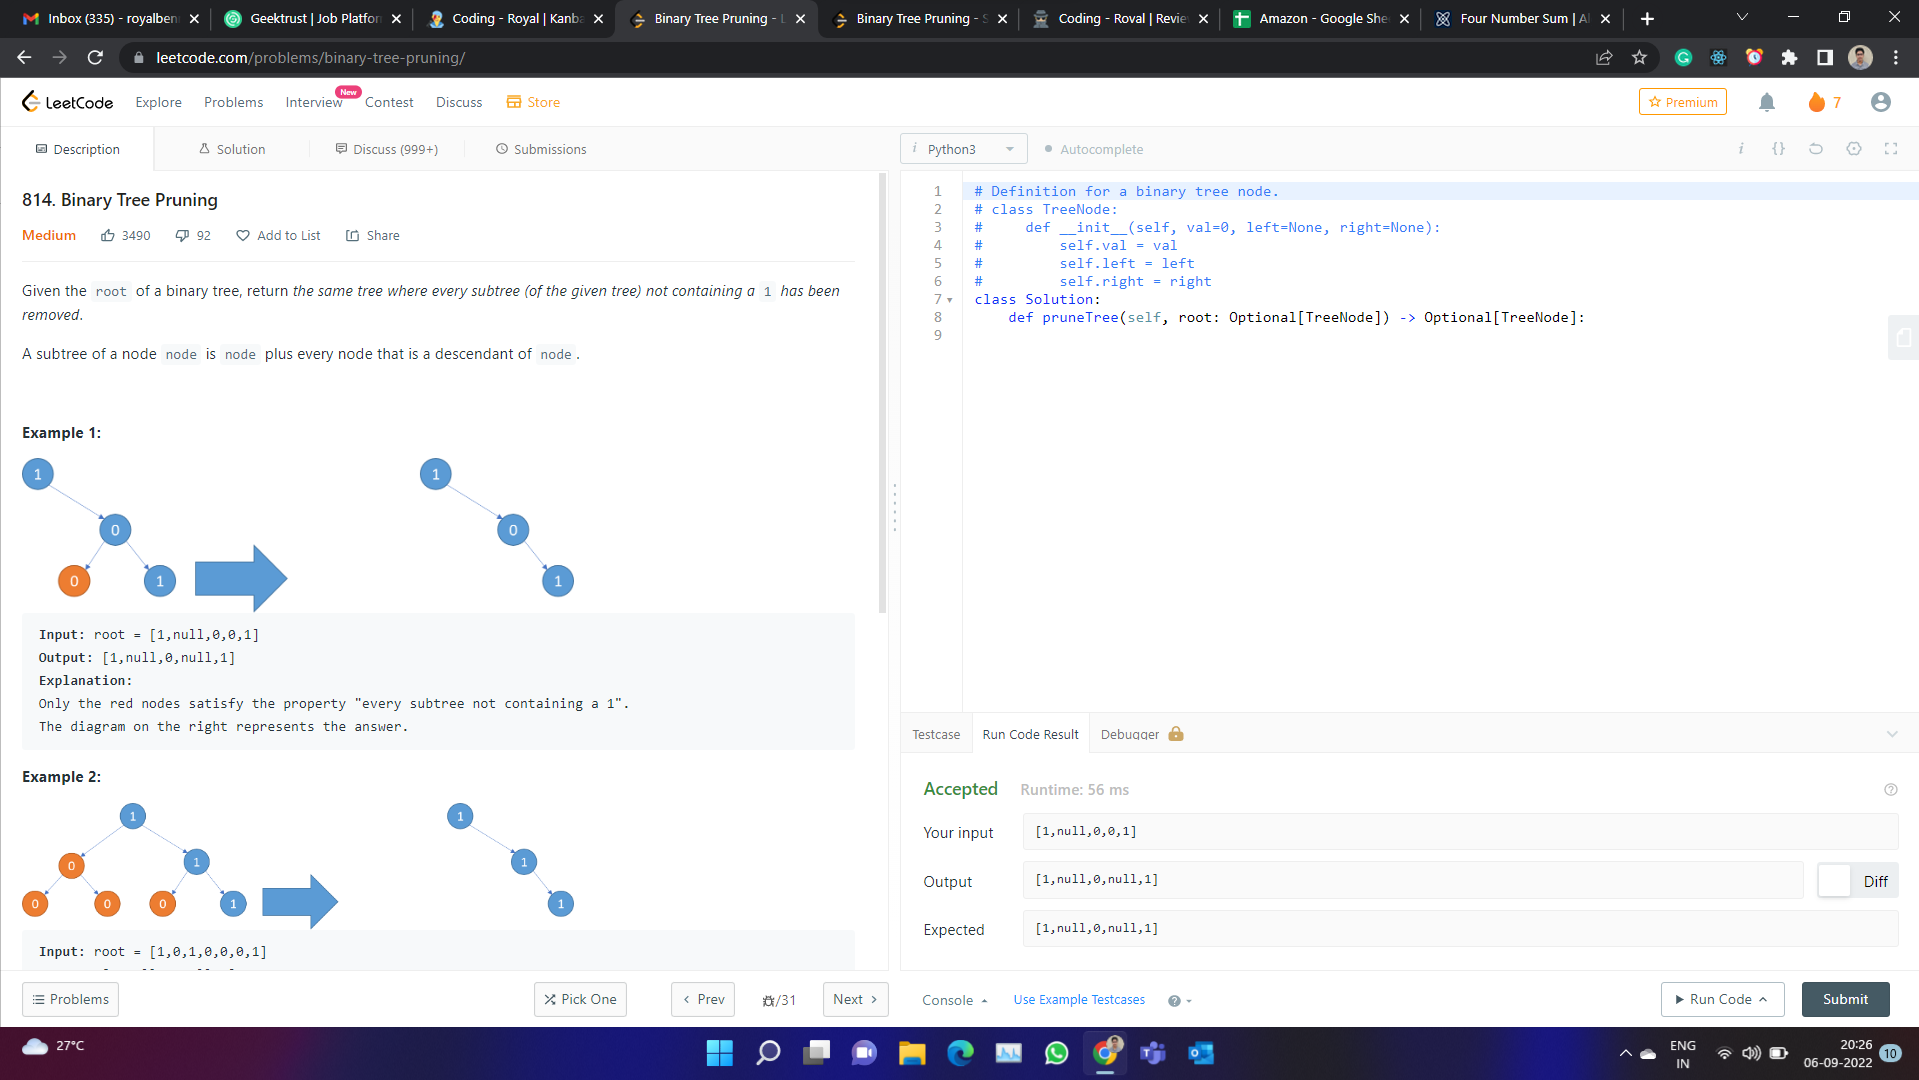 Inbox (335) - royalben
Geektrust | Job Platfor
Coding - Royal | Kanba
Binary Tree Pruning - L
Binary Tree Pruning - S
Coding - Royal | Revie
Amazon - Google She
Four Number Sum | Al
leetcode.com/problems/binary-tree-pruning/
LeetCode Explore Problems Interview New Contest Discuss Store
Premium 7
Description Solution Discuss (999+) Submissions
i Python3 Autocomplete i {}
814. Binary Tree Pruning
Medium 3490 92 Add to List Share
Given the root of a binary tree, return the same tree where every subtree (of the given tree) not containing a 1 has been
removed.
A subtree of a node node is node plus every node that is a descendant of node.
Example 1:
1
0
0 1
1
0
1
Input: root = [1,null,0,0,1]
Output: [1,null,0,null,1]
Explanation:
Only the red nodes satisfy the property "every subtree not containing a 1".
The diagram on the right represents the answer.
Example 2:
1
0 1
0 0 0 1
1
1
1
Input: root = [1,0,1,0,0,0,1]
Problems Pick One Prev /31 Next
1 # Definition for a binary tree node.
2 # class TreeNode:
3 #     def __init__(self, val=0, left=None, right=None):
4 #         self.val = val
5 #         self.left = left
6 #         self.right = right
7 class Solution:
8     def pruneTree(self, root: Optional[TreeNode]) -> Optional[TreeNode]:
9
Testcase Run Code Result Debugger
Accepted Runtime: 56 ms
Your input [1,null,0,0,1]
Output [1,null,0,null,1] Diff
Expected [1,null,0,null,1]
Console Use Example Testcases Run Code Submit
27°C
ENG
IN
20:26
06-09-2022
10